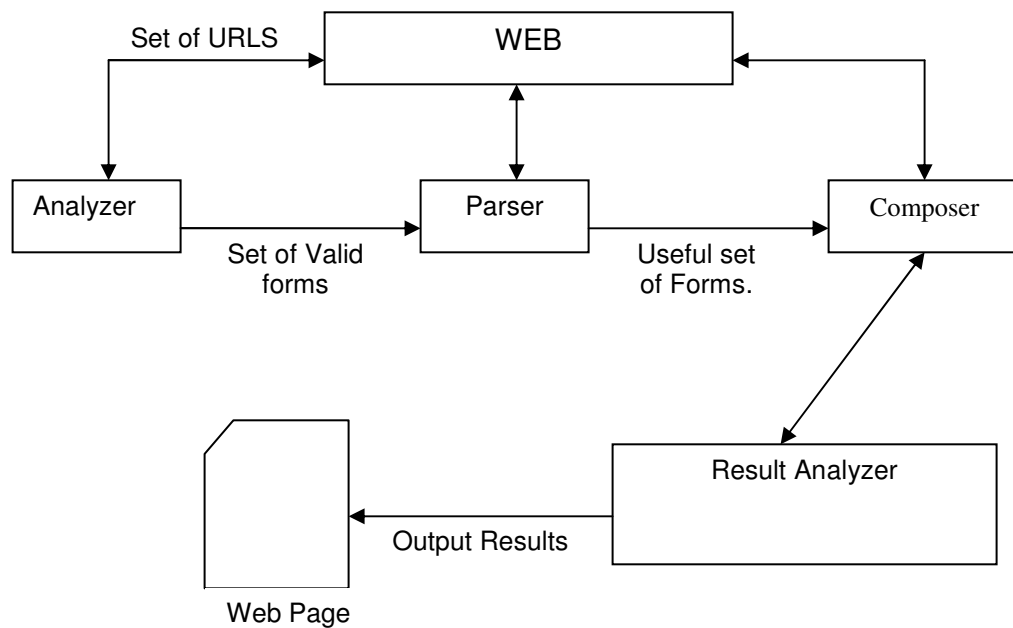 Set of URLS
WEB
Analyzer
Parser
Composer
Set of Valid
forms
Useful set
of Forms.
Result Analyzer
Output Results
Web Page